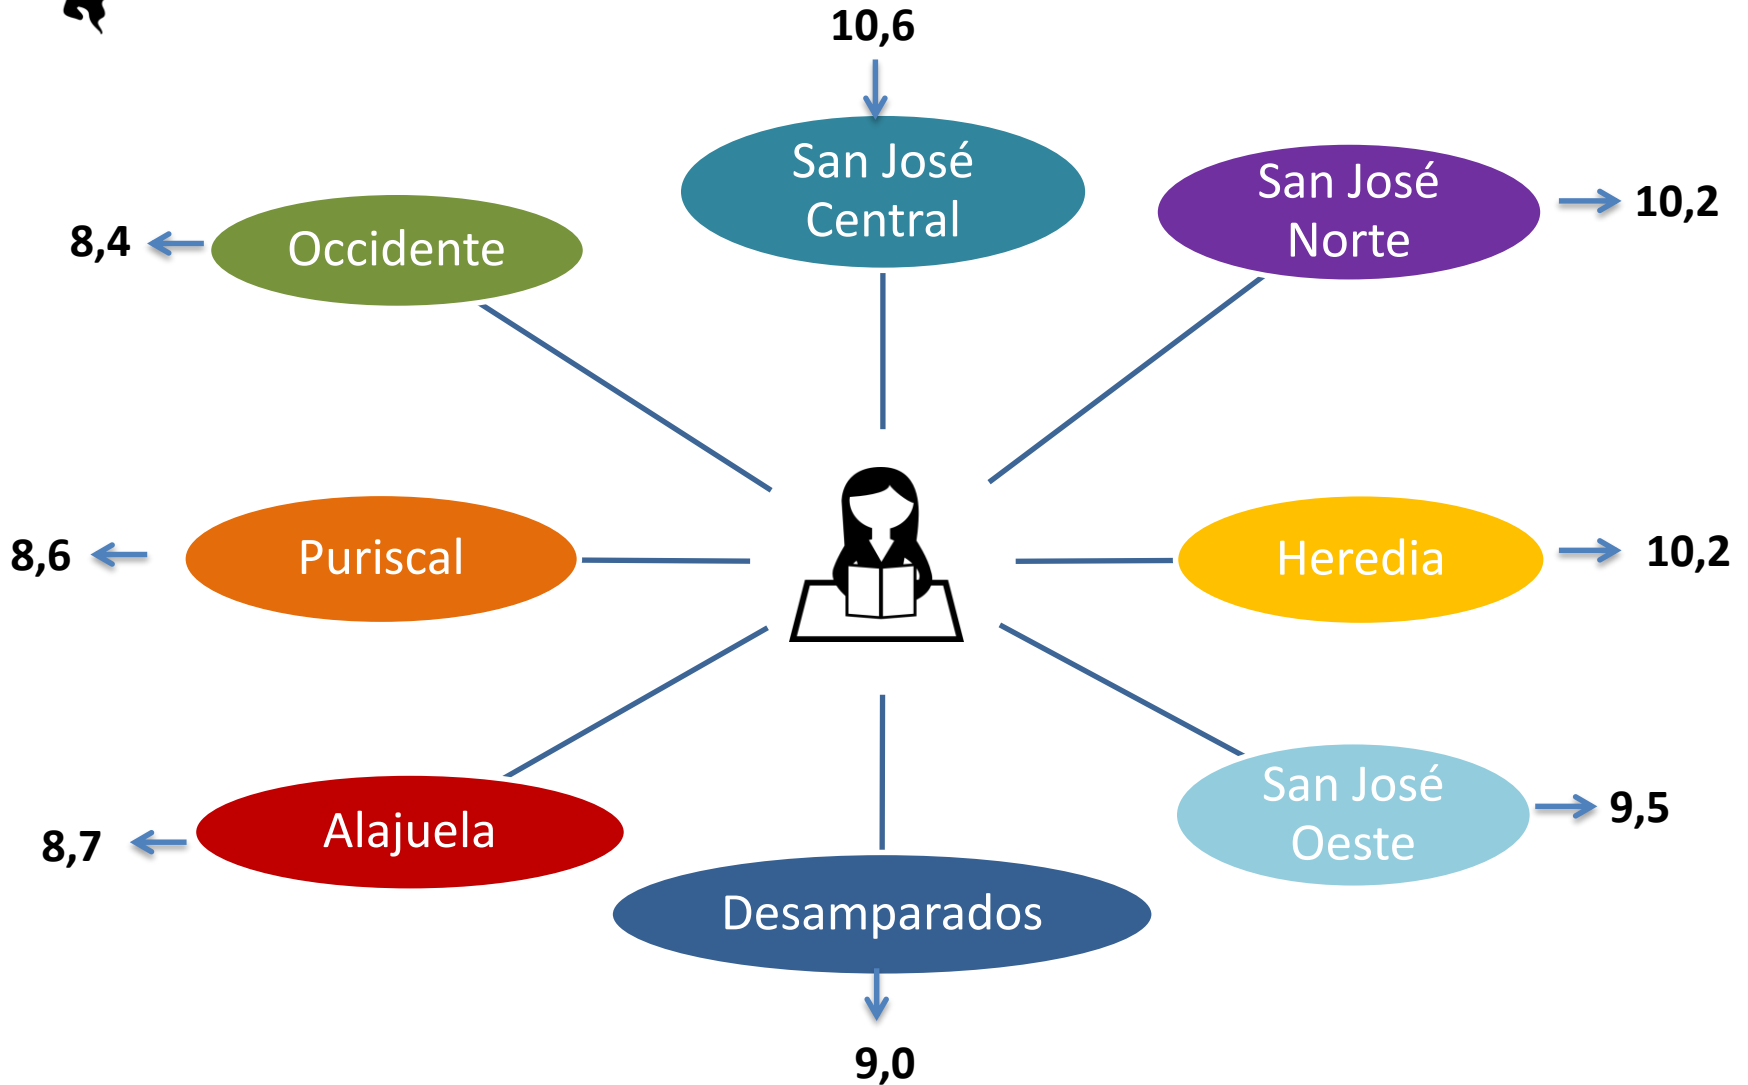 10,6
San José
Central
San José
Norte
10,2
8,4
Occidente
8,6
Puriscal
Heredia
10,2
San José
Oeste
9,5
8,7
Alajuela
Desamparados
9,0